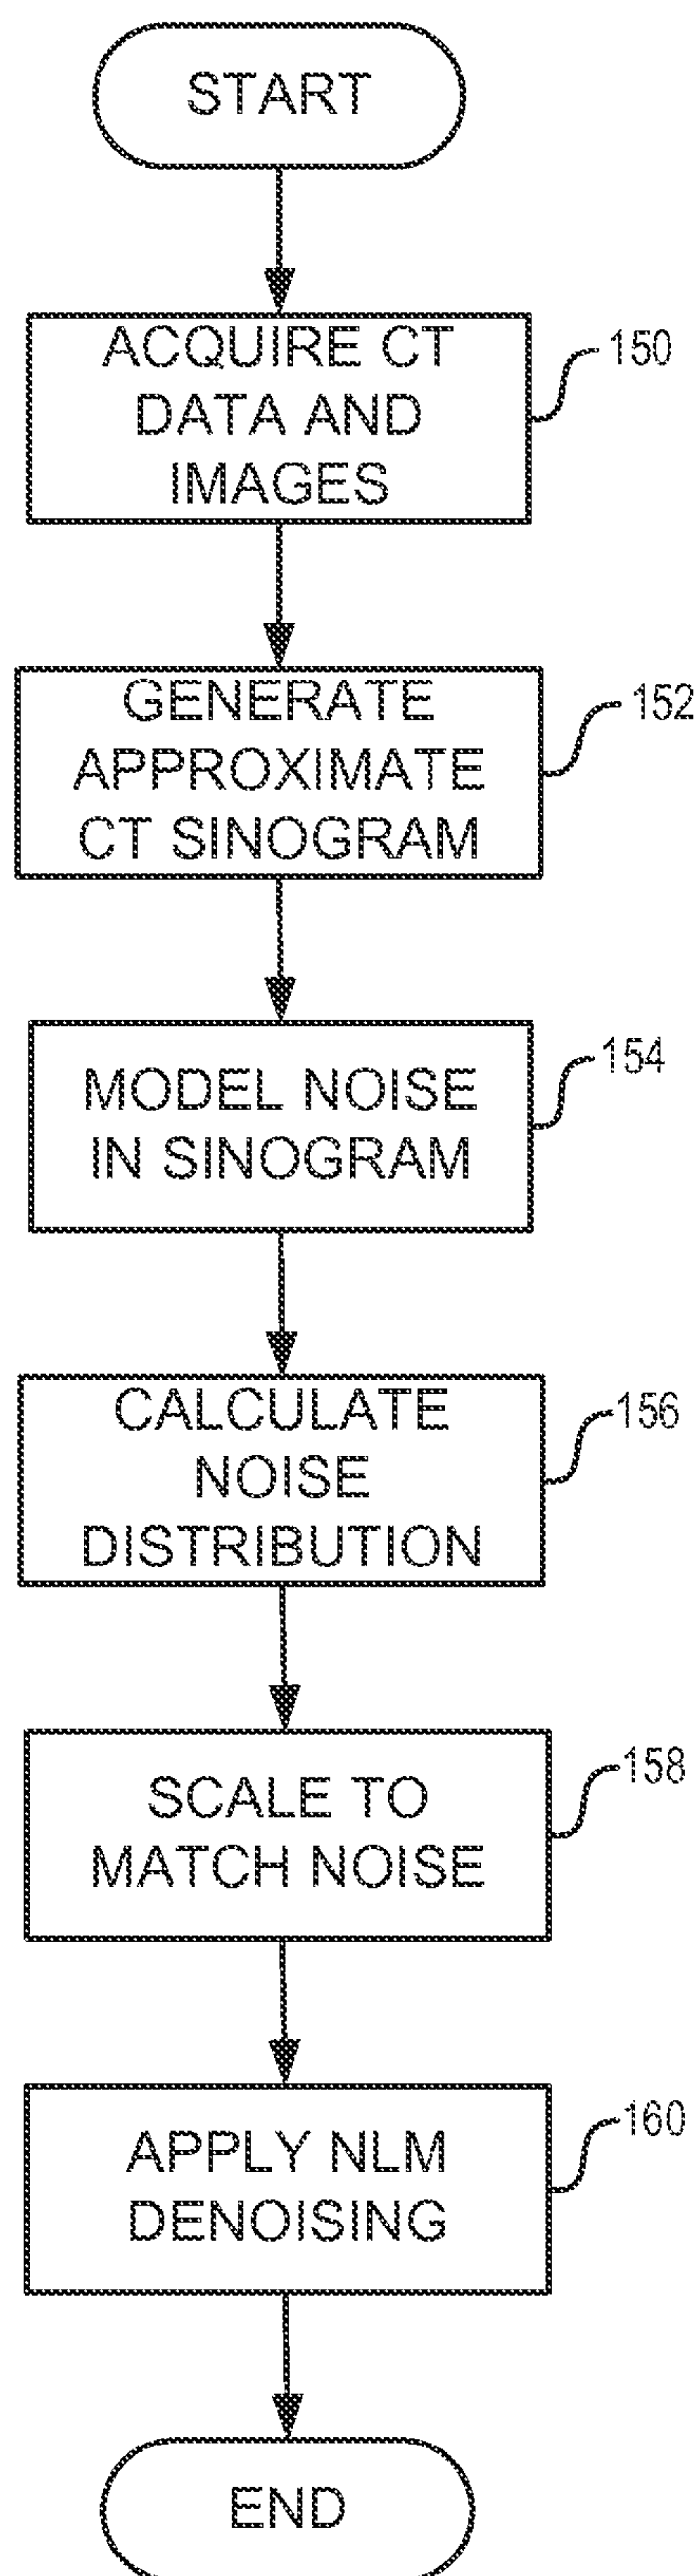 START
ACQUIRE CT
DATA AND
IMAGES
150
GENERATE
APPROXIMATE
CT SINOGRAM
152
MODEL NOISE
IN SINOGRAM
154
CALCULATE
NOISE
DISTRIBUTION
156
SCALE TO
MATCH NOISE
158
APPLY NLM
DENOISING
160
END